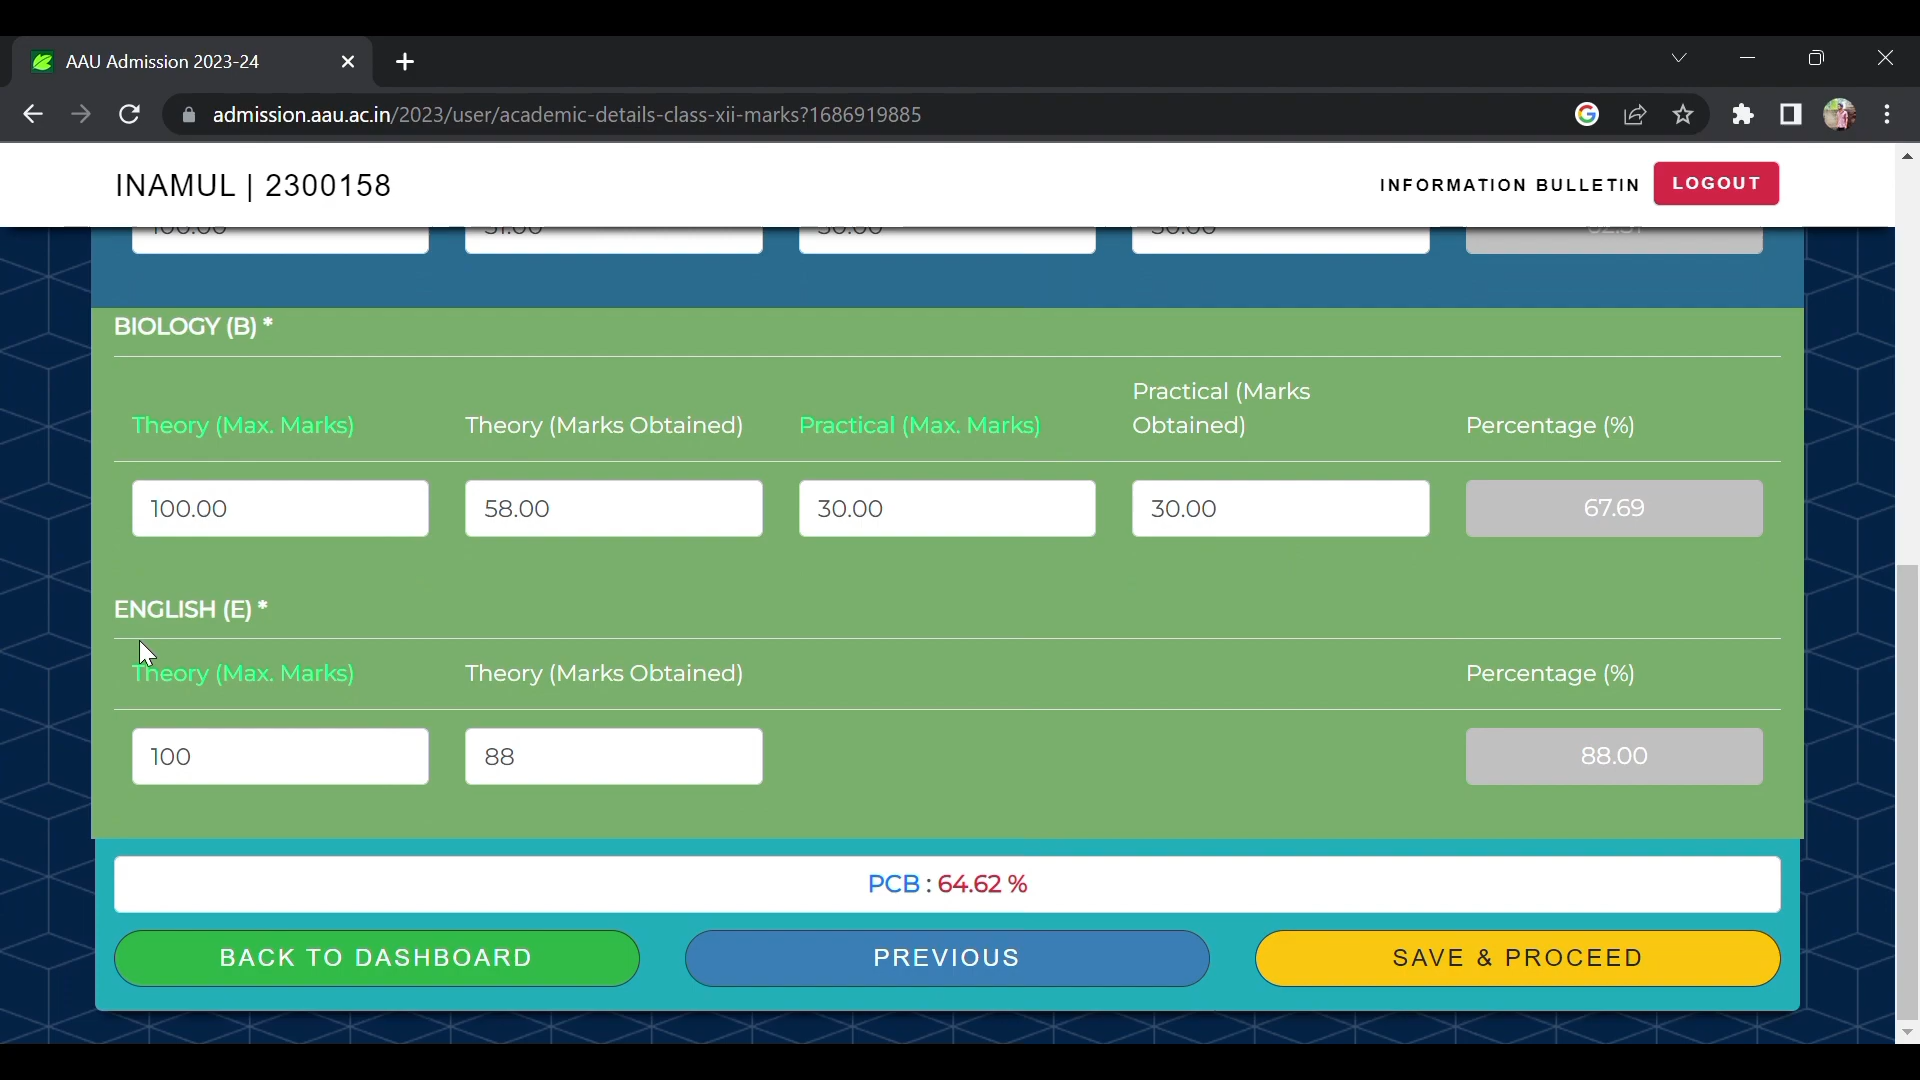 AAU Admission 2023-24
admission.aau.ac.in/2023/user/academic-details-class-xii-marks?1686919885
INAMUL | 2300158
INFORMATION BULLETIN
LOGOUT
BIOLOGY (B) *
Theory (Max. Marks)
Theory (Marks Obtained)
Practical (Max. Marks)
Practical (Marks
Obtained)
Percentage (%)
100.00
58.00
30.00
30.00
67.69
ENGLISH (E) *
Theory (Max. Marks)
Theory (Marks Obtained)
Percentage (%)
100
88
88.00
PCB : 64.62 %
BACK TO DASHBOARD
PREVIOUS
SAVE & PROCEED